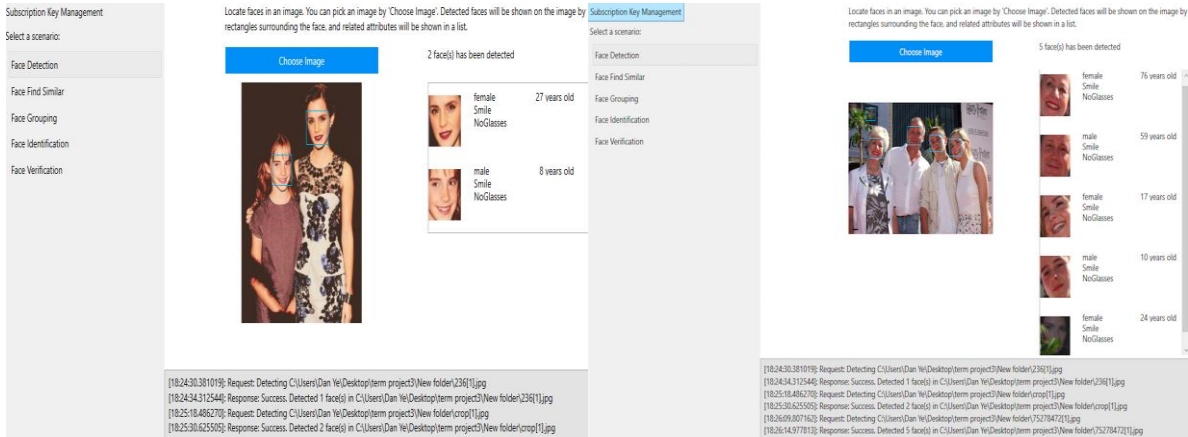 Subscription Key Management
Select a scenario:
Face Detection
Face Find Similar
Face Grouping
Face Identification
Face Verification
Locate faces in an image. You can pick an image by 'Choose Image'. Detected faces will be shown on the image by
rectangles surrounding the face, and related attributes will be shown in a list.
Choose Image
2 face(s) has been detected
female 27 years old
Smile
NoGlasses
male 8 years old
Smile
NoGlasses
[18:24:30.381019]: Request: Detecting C:\Users\Dan Ye\Desktop\term project3\New folder\236[1].jpg
[18:24:34.312544]: Response: Success. Detected 1 face(s) in C:\Users\Dan Ye\Desktop\term project3\New folder\236[1].jpg
[18:25:18.486270]: Request: Detecting C:\Users\Dan Ye\Desktop\term project3\New folder\crop[1].jpg
[18:25:30.625505]: Response: Success. Detected 2 face(s) in C:\Users\Dan Ye\Desktop\term project3\New folder\crop[1].jpg
Subscription Key Management
Select a scenario:
Face Detection
Face Find Similar
Face Grouping
Face Identification
Face Verification
Locate faces in an image. You can pick an image by 'Choose Image'. Detected faces will be shown on the image by
rectangles surrounding the face, and related attributes will be shown in a list.
Choose Image
5 face(s) has been detected
female 76 years old
Smile
NoGlasses
male 59 years old
Smile
NoGlasses
female 17 years old
Smile
NoGlasses
male 10 years old
Smile
NoGlasses
female 24 years old
Smile
NoGlasses
[18:24:30.381019]: Request: Detecting C:\Users\Dan Ye\Desktop\term project3\New folder\236[1].jpg
[18:24:34.312544]: Response: Success. Detected 1 face(s) in C:\Users\Dan Ye\Desktop\term project3\New folder\236[1].jpg
[18:25:18.486270]: Request: Detecting C:\Users\Dan Ye\Desktop\term project3\New folder\crop[1].jpg
[18:25:30.625505]: Response: Success. Detected 2 face(s) in C:\Users\Dan Ye\Desktop\term project3\New folder\crop[1].jpg
[18:26:09.807162]: Request: Detecting C:\Users\Dan Ye\Desktop\term project3\New folder\75278472[1].jpg
[18:26:14.977813]: Response: Success. Detected 5 face(s) in C:\Users\Dan Ye\Desktop\term project3\New folder\75278472[1].jpg